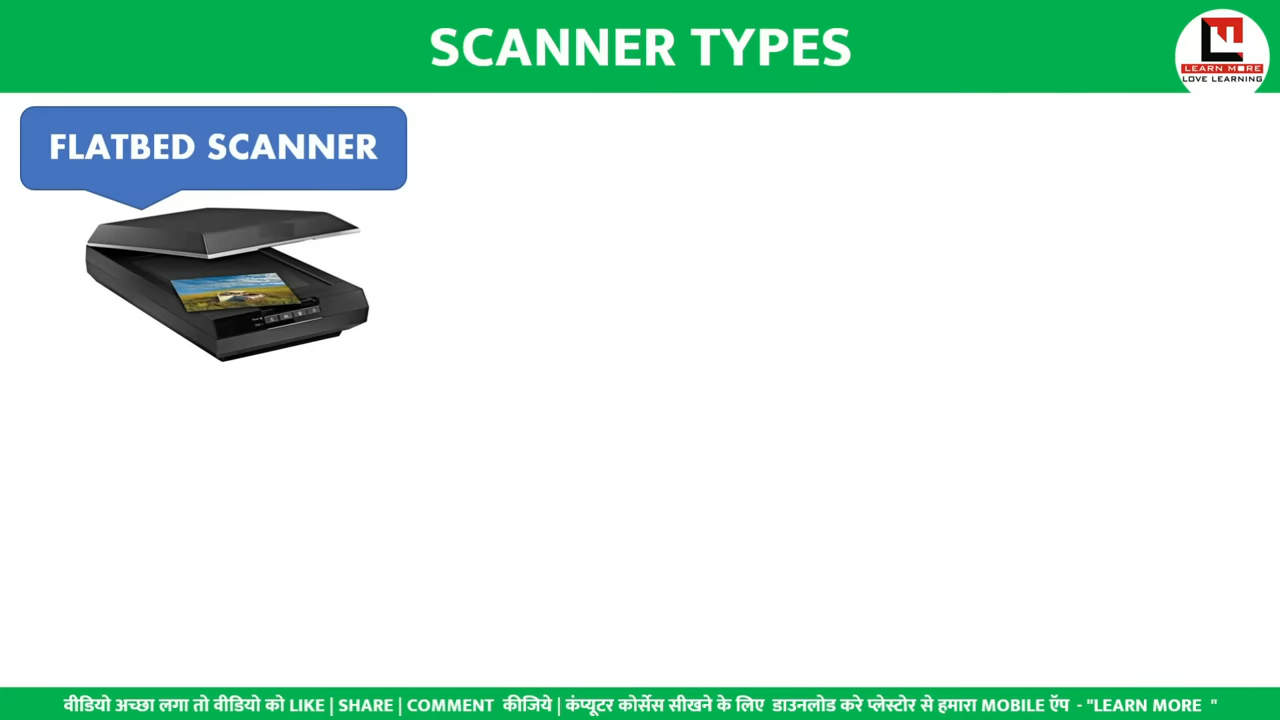 SCANNER TYPES
LEARN MORE
LOVE LEARNING
FLATBED SCANNER
वीडियो अच्छा लगा तो वीडियो को LIKE | SHARE | COMMENT कीजिये | कंप्यूटर कोर्सेस सीखने के लिए डाउनलोड करे प्लेस्टोर से हमारा MOBILE ऍप - "LEARN MORE "